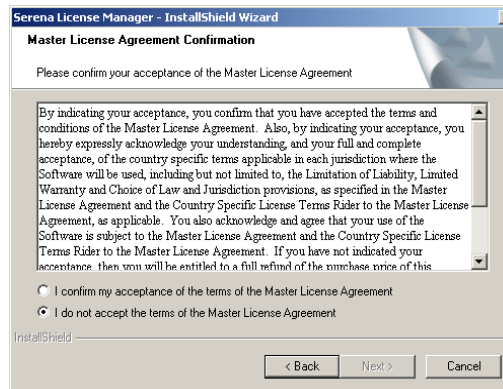 Serena License Manager - InstallShield Wizard
Master License Agreement Confirmation
Please confirm your acceptance of the Master License Agreement
By indicating your acceptance, you confirm that you have accepted the terms and
conditions of the Master License Agreement. Also, by indicating your acceptance, you
hereby expressly acknowledge your understanding, and your full and complete
acceptance, of the country specific terms applicable in each jurisdiction where the
Software will be used, including but not limited to, the Limitation of Liability, Limited
Warranty and Choice of Law and Jurisdiction provisions, as specified in the Master
License Agreement and the Country Specific License Terms Rider to the Master License
Agreement, as applicable. You also acknowledge and agree that your use of the
Software is subject to the Master License Agreement and the Country Specific License
Terms Rider to the Master License Agreement. If you have not indicated your
acceptance, then you will be entitled to a full refund of the purchase price of this
I confirm my acceptance of the terms of the Master License Agreement
I do not accept the terms of the Master License Agreement
InstallShield
< Back
Next >
Cancel